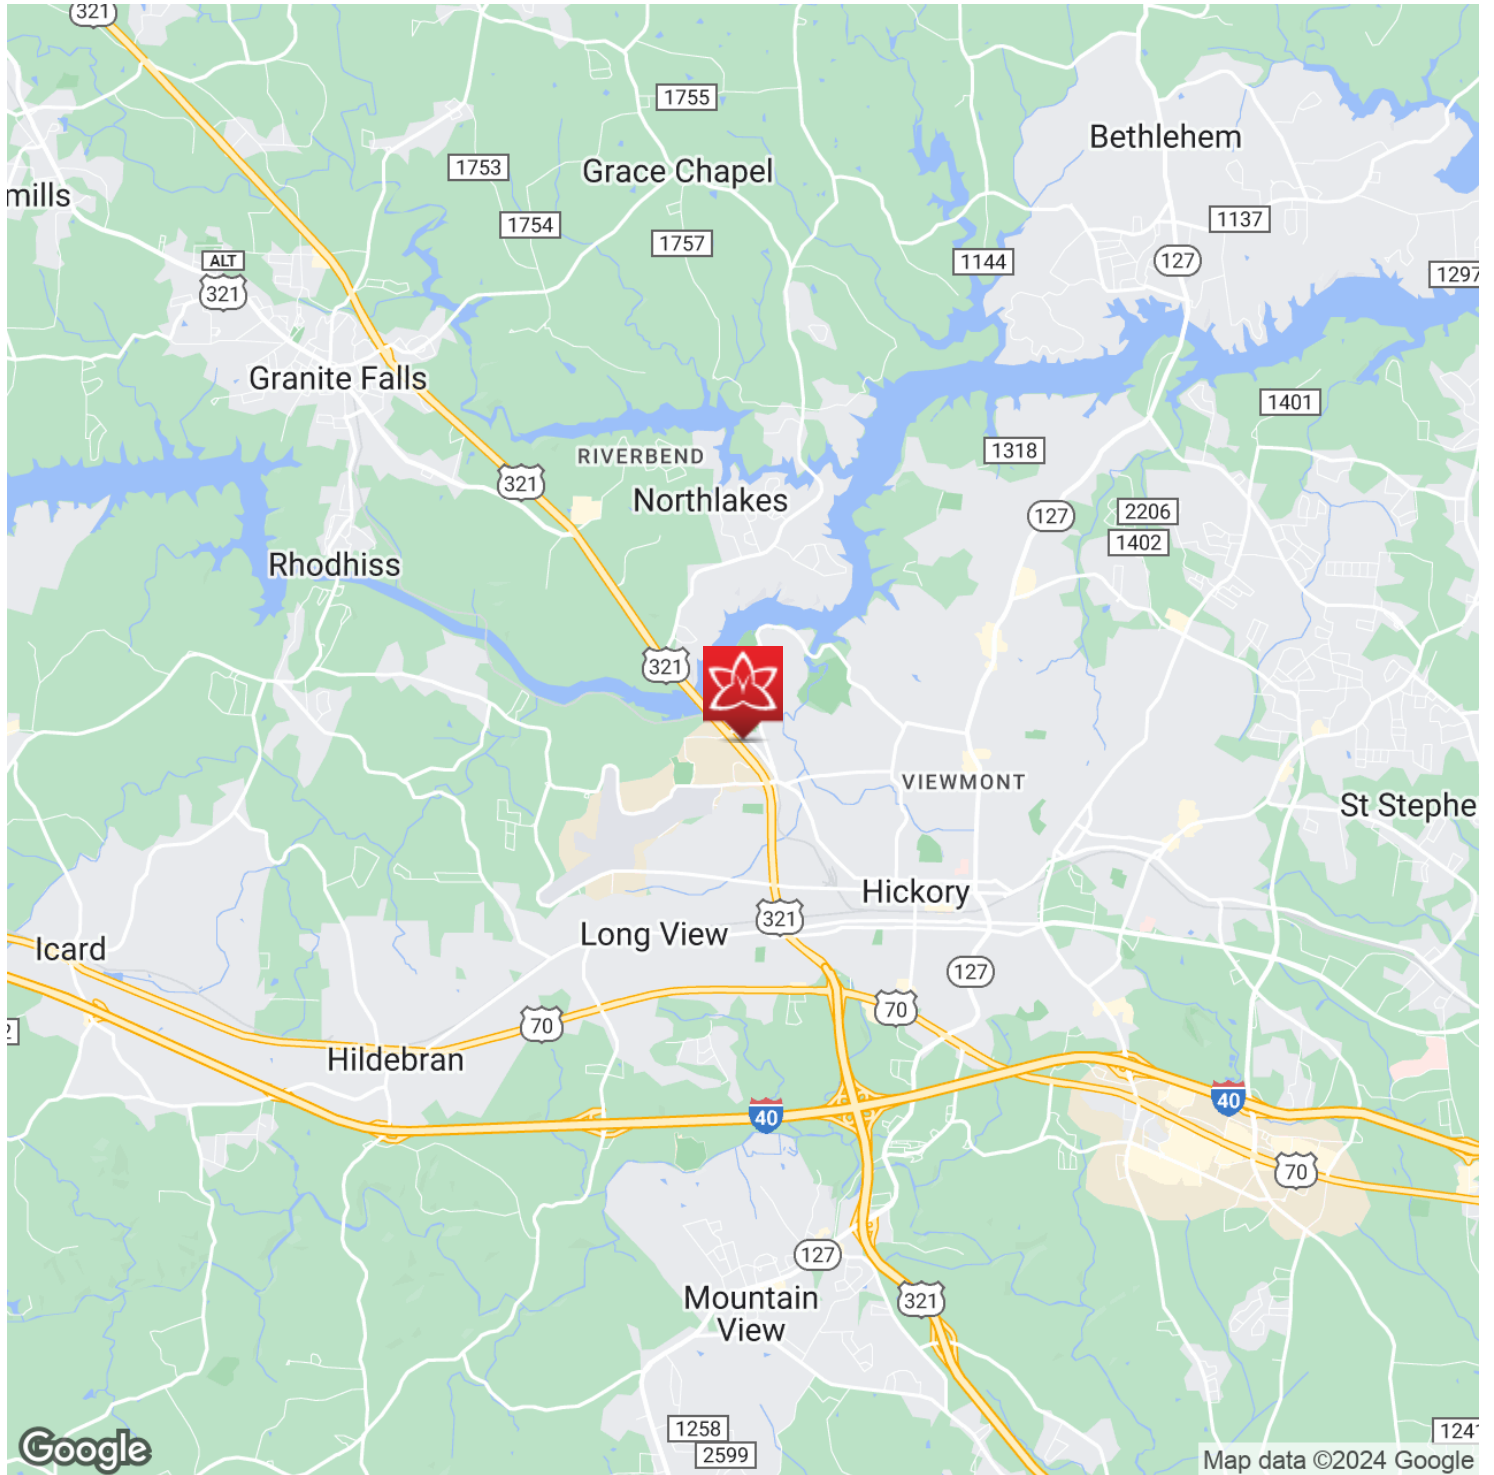 321
1755
Bethlehem
1753
Grace Chapel
mills
1754
1137
1757
ALT
321
1144
127
1297
Granite Falls
1401
RIVERBEND
1318
321
Northlakes
127
2206
1402
Rhodhiss
321
VIEWMONT
St Stephe
Hickory
321
Long View
Icard
127
70
70
2
Hildebran
40
40
70
127
Mountain
View
321
1258
2599
1241
Google
Map data ©2024 Google